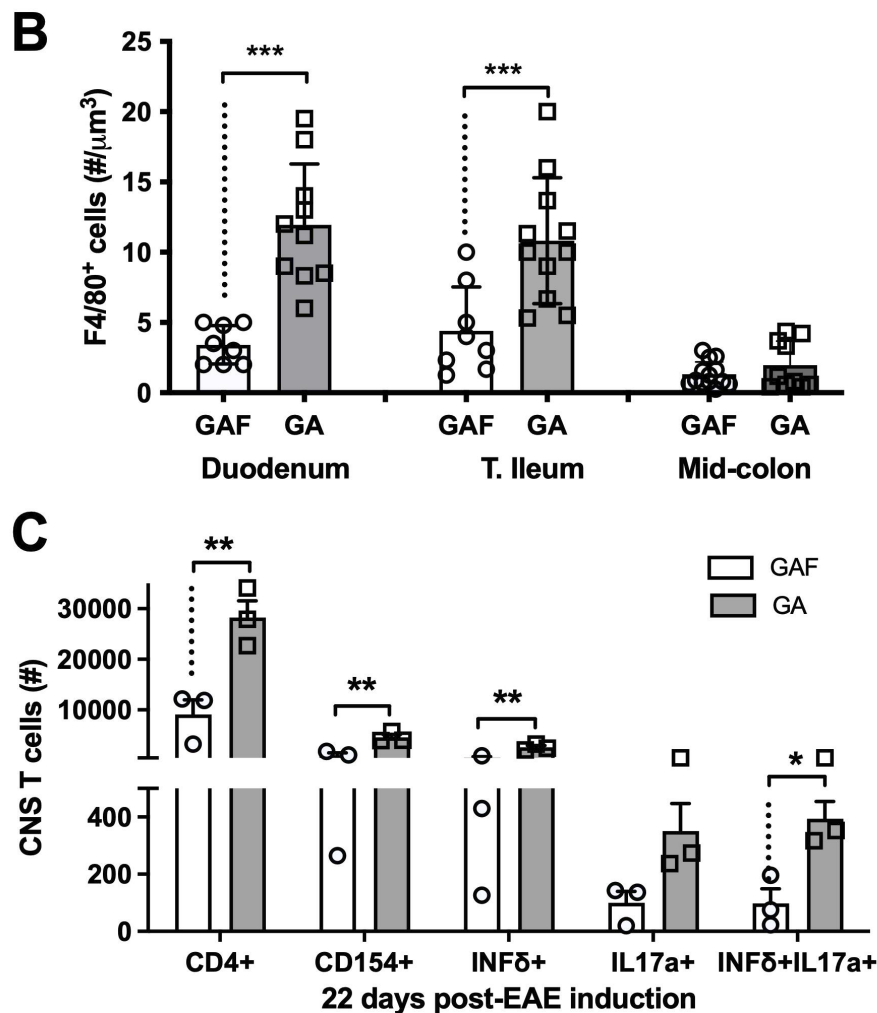 B
***
***
25
20
15
10
5
0
F4/80+ cells (#/μm3)
GAF GA GAF GA GAF GA
Duodenum T. Ileum Mid-colon
C
**
**
**
*
GAF
GA
30000
20000
10000
400
200
0
CNS T cells (#)
CD4+ CD154+ INFδ+ IL17a+ INFδ+IL17a+
22 days post-EAE induction